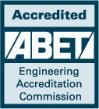 Accredited
ABET
Engineering
Accreditation
Commission